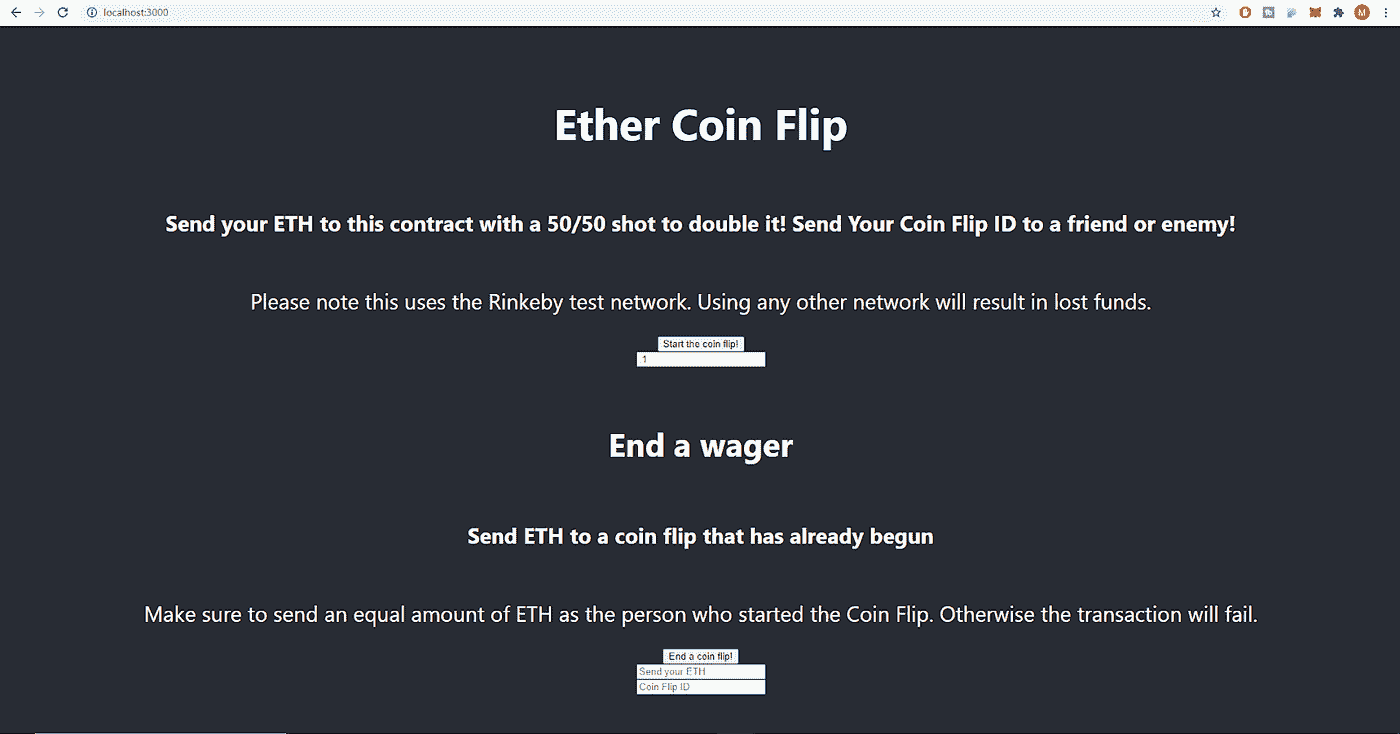 localhost:3000
M
Ether Coin Flip
Send your ETH to this contract with a 50/50 shot to double it! Send Your Coin Flip ID to a friend or enemy!
Please note this uses the Rinkeby test network. Using any other network will result in lost funds.
Start the coin flip!
1
End a wager
Send ETH to a coin flip that has already begun
Make sure to send an equal amount of ETH as the person who started the Coin Flip. Otherwise the transaction will fail.
End a coin flip!
Send your ETH
Coin Flip ID